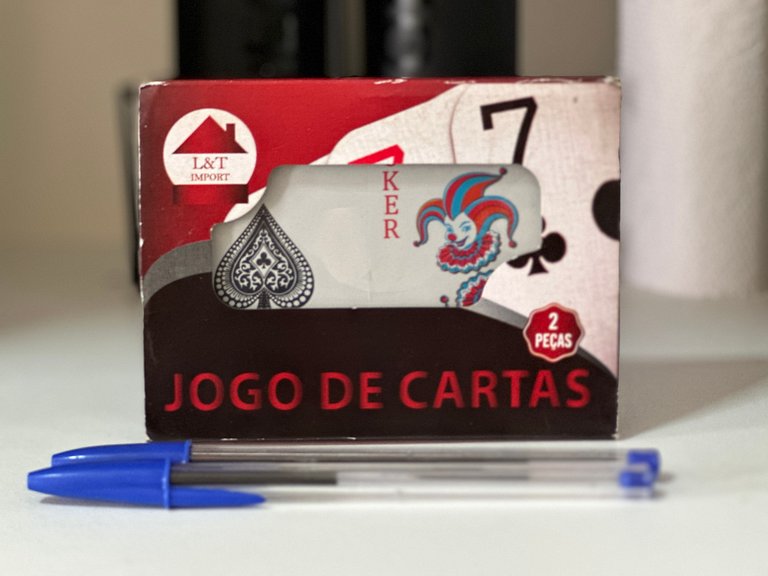 L&T
IMPORT
7
KER
2
PEÇAS
JOGO DE CARTAS